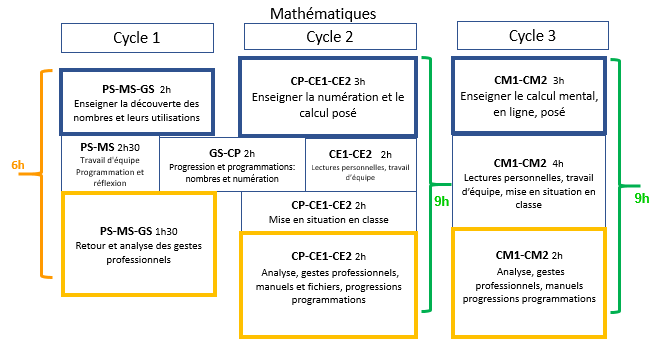 Mathématiques
Cycle 1
Cycle 2
Cycle 3
PS-MS-GS 2h
Enseigner la découverte des
nombres et leurs utilisations
CP-CE1-CE2 3h
Enseigner la numération et le
calcul posé
CM1-CM2 3h
Enseigner le calcul mental,
en ligne, posé
6h
PS-MS 2h30
Travail d'équipe
Programmation et
réflexion
GS-CP 2h
Progression et programmations:
nombres et numération
CE1-CE2 2h
Lectures personnelles, travail
d'équipe
9h
CM1-CM2 4h
Lectures personnelles, travail
d'équipe, mise en situation en
classe
9h
PS-MS-GS 1h30
Retour et analyse des gestes
professionnels
CP-CE1-CE2 2h
Mise en situation en classe
CP-CE1-CE2 2h
Analyse, gestes professionnels,
manuels et fichiers, progressions
programmations
CM1-CM2 2h
Analyse, gestes
professionnels, manuels
progressions programmations